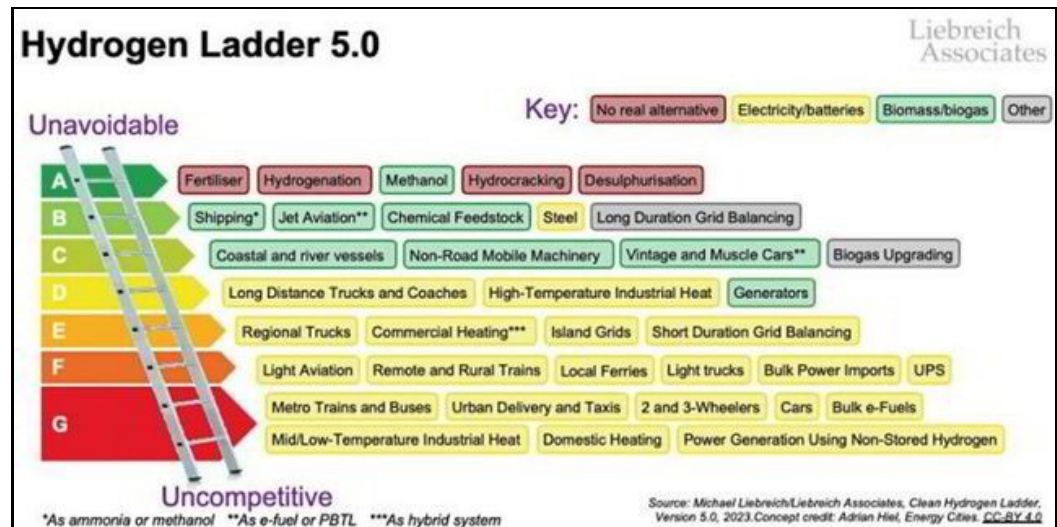 Hydrogen Ladder 5.0
Liebreich
Associates
Key: No real alternative Electricity/batteries Biomass/biogas Other
Unavoidable
A Fertiliser Hydrogenation Methanol Hydrocracking Desulphurisation
B Shipping* Jet Aviation** Chemical Feedstock Steel Long Duration Grid Balancing
C Coastal and river vessels Non-Road Mobile Machinery Vintage and Muscle Cars** Biogas Upgrading
D Long Distance Trucks and Coaches High-Temperature Industrial Heat Generators
E Regional Trucks Commercial Heating*** Island Grids Short Duration Grid Balancing
F Light Aviation Remote and Rural Trains Local Ferries Light trucks Bulk Power Imports UPS
G Metro Trains and Buses Urban Delivery and Taxis 2 and 3-Wheelers Cars Bulk e-Fuels
Mid/Low-Temperature Industrial Heat Domestic Heating Power Generation Using Non-Stored Hydrogen
Uncompetitive
*As ammonia or methanol **As e-fuel or PBTL ***As hybrid system
Source: Michael Liebreich/Liebreich Associates, Clean Hydrogen Ladder,
Version 5.0, 2023.Concept credit: Adrian Hiel, Energy Cities. CC-BY 4.0